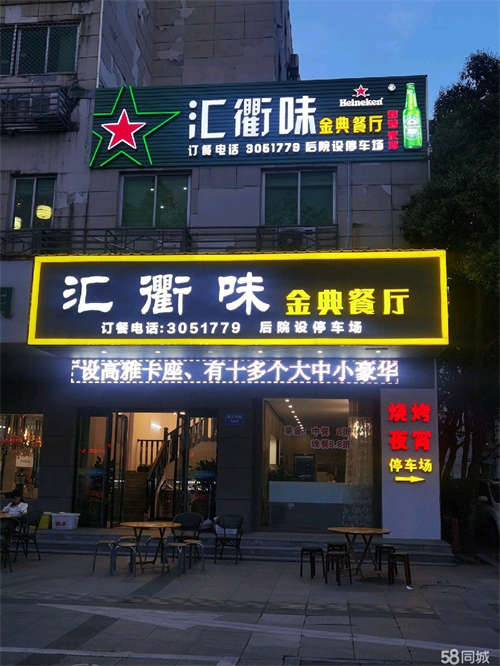 汇衢味 金典餐厅
Heineken
订餐电话 3051779 后院设停车场
汇衢味 金典餐厅
订餐电话:3051779 后院设停车场
设高雅卡座、有十多个大中小豪华
烧烤
夜宵
停车场
58同城